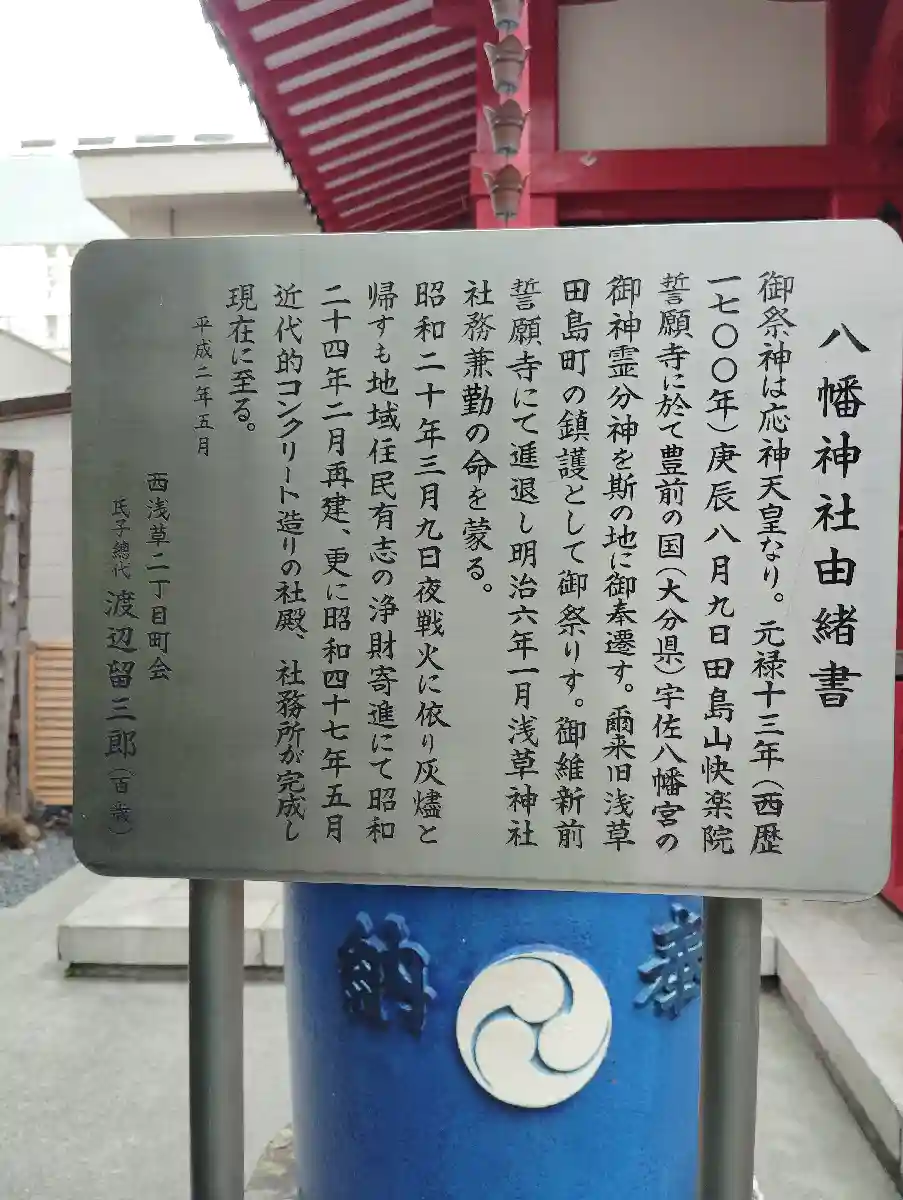 八幡神社由緒書
御祭神は応神天皇なり。元禄十三年（西歴
一七〇〇年）庚辰八月九日田島山快楽院
誓願寺に於て豊前の国（大分県）宇佐八幡宮の
御神霊分神を斯の地に御奉遷す。爾来旧浅草
田島町の鎮護として御祭りす。御維新前
誓願寺にて進退し明治六年一月浅草神社
社務兼勤の命を蒙る。
昭和二十年三月九日夜戦火に依り灰燼と
帰すも地域住民有志の浄財寄進にて昭和
二十四年二月再建、更に昭和四十七年五月
近代的コンクリート造りの社殿、社務所が完成し
現在に至る。
平成二年五月
西浅草二丁目町会
氏子總代 渡辺留三郎（百歳）
奉
納